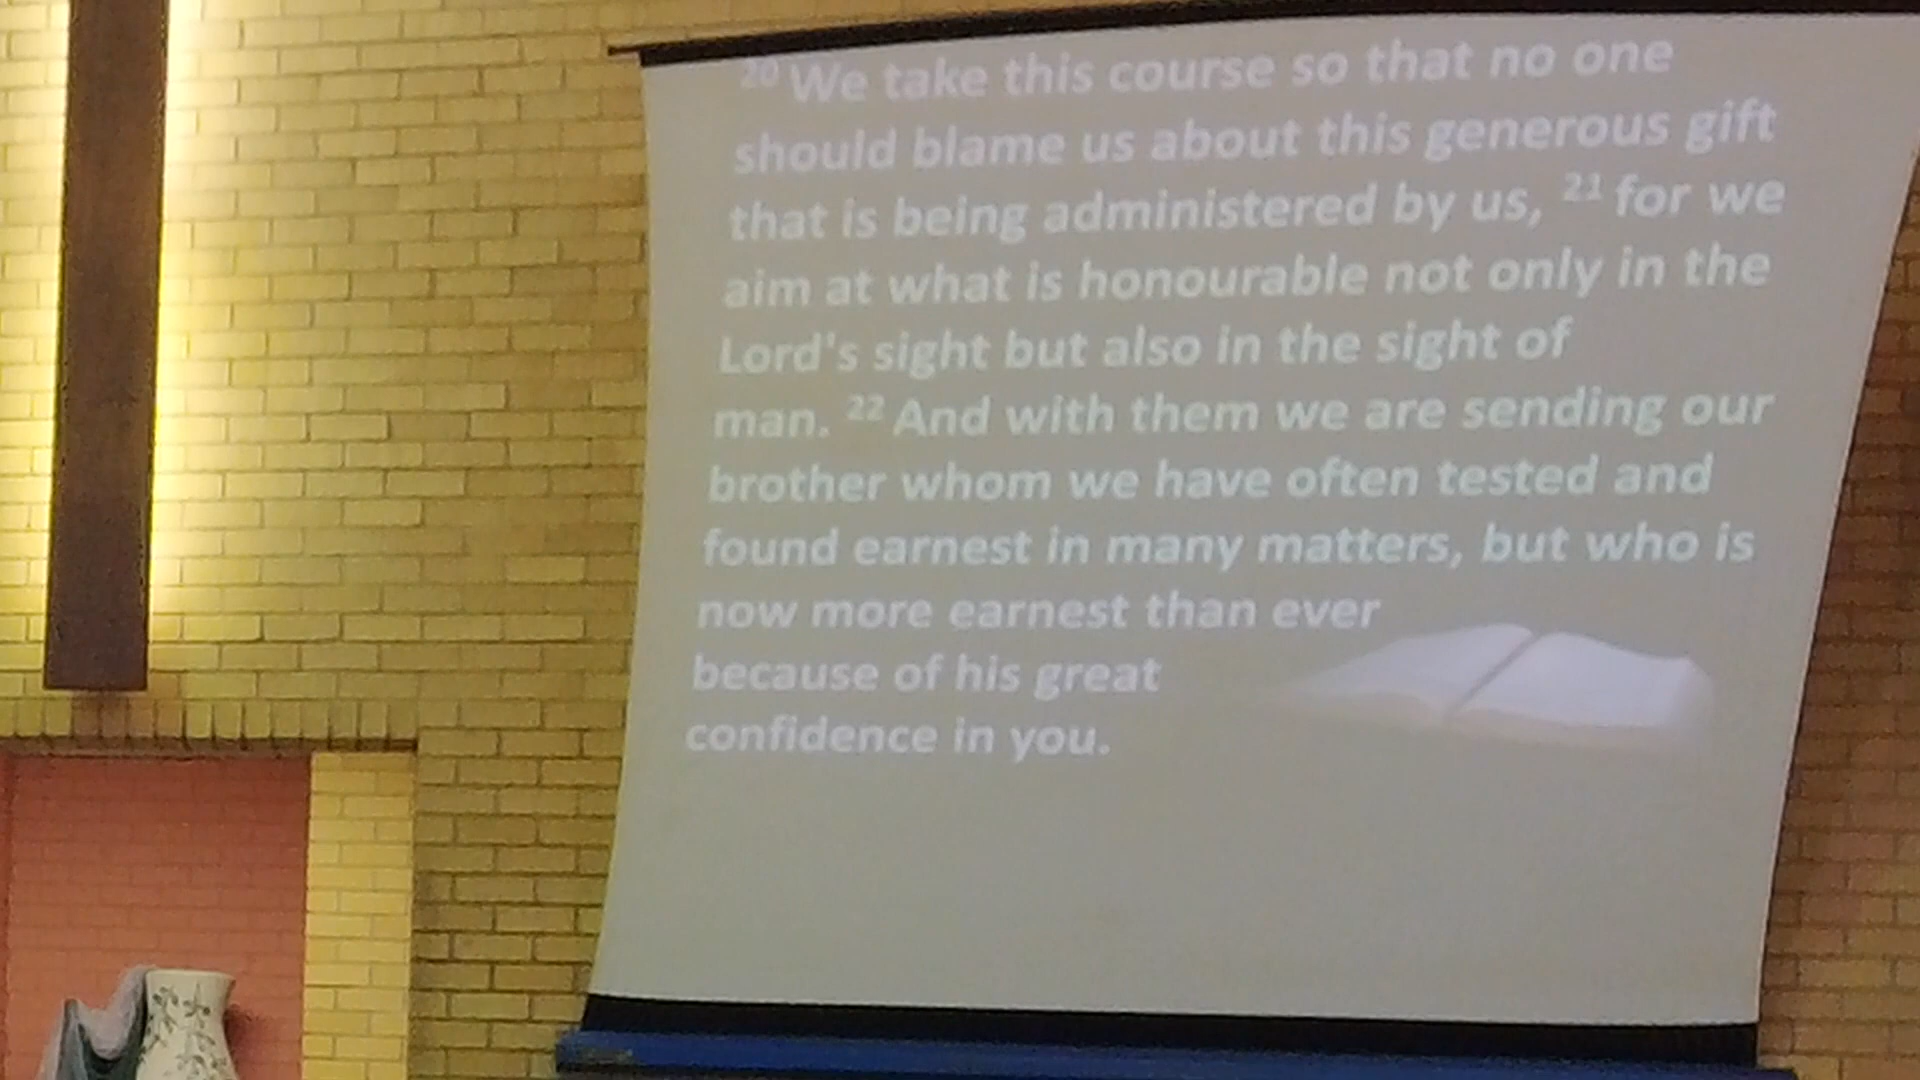 20 We take this course so that no one
should blame us about this generous gift
that is being administered by us, 21 for we
aim at what is honourable not only in the
Lord's sight but also in the sight of
man. 22 And with them we are sending our
brother whom we have often tested and
found earnest in many matters, but who is
now more earnest than ever
because of his great
confidence in you.